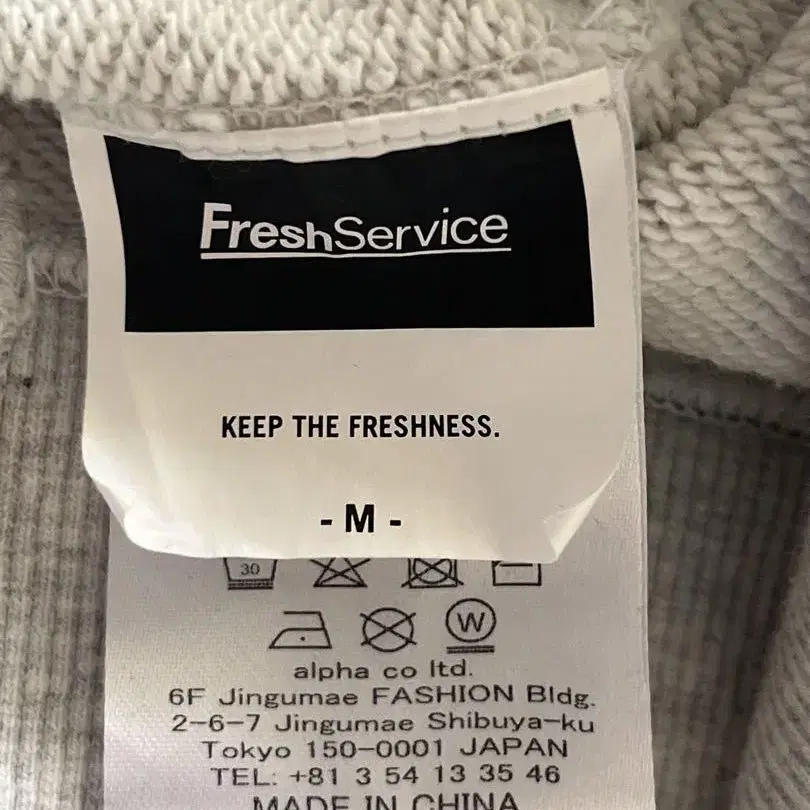 FreshService
KEEP THE FRESHNESS.
- M -
30
W
alpha co ltd.
6F Jingumae FASHION Bldg.
2-6-7 Jingumae Shibuya-ku
Tokyo 150-0001 JAPAN
TEL: +81 3 54 13 35 46
MADE IN CHINA